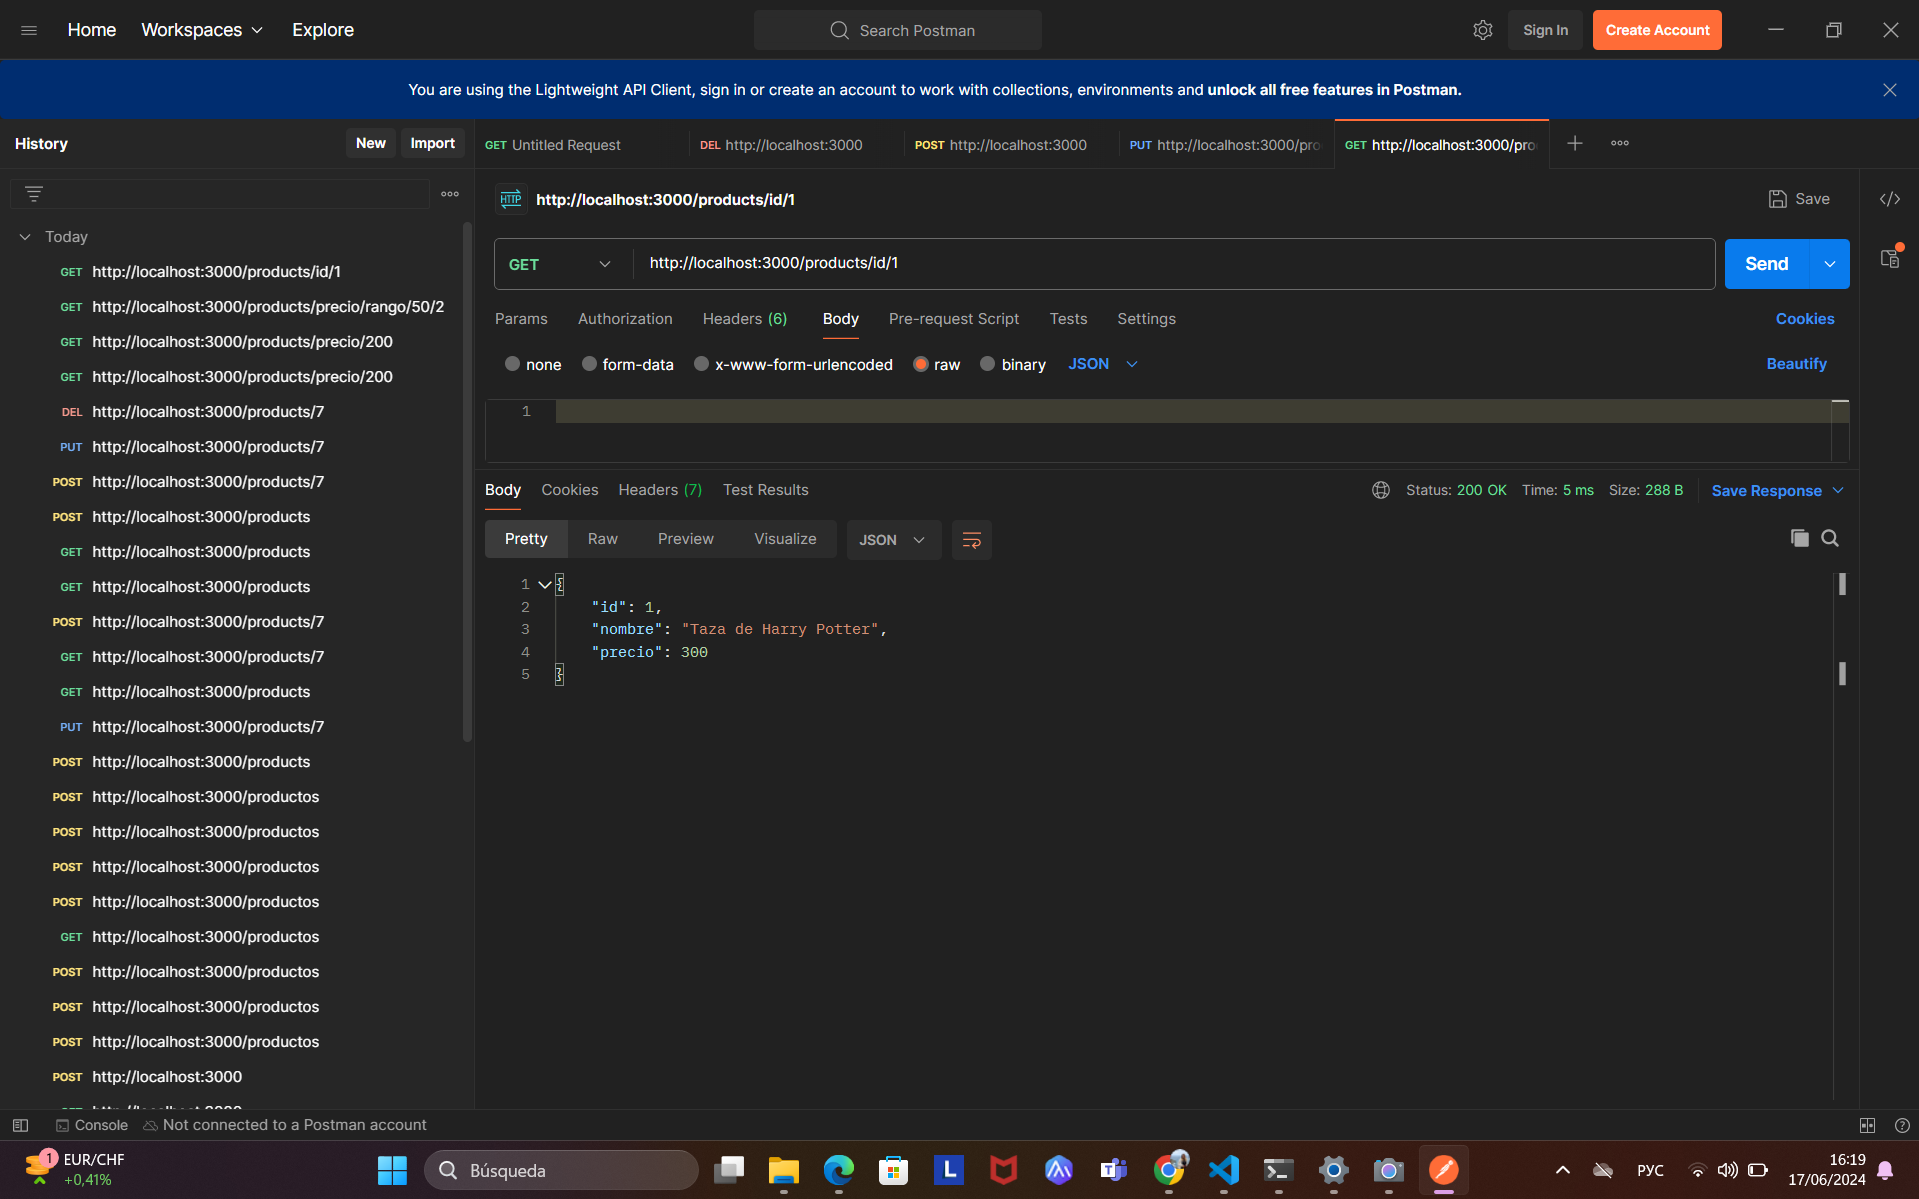 Home Workspaces Explore Search Postman Sign In Create Account
You are using the Lightweight API Client, sign in or create an account to work with collections, environments and unlock all free features in Postman.
History New Import
GET Untitled Request DEL http://localhost:3000 POST http://localhost:3000 PUT http://localhost:3000/pro GET http://localhost:3000/pro
Today
GET http://localhost:3000/products/id/1
GET http://localhost:3000/products/precio/rango/50/2
GET http://localhost:3000/products/precio/200
GET http://localhost:3000/products/precio/200
DEL http://localhost:3000/products/7
PUT http://localhost:3000/products/7
POST http://localhost:3000/products/7
POST http://localhost:3000/products
GET http://localhost:3000/products
GET http://localhost:3000/products
POST http://localhost:3000/products/7
GET http://localhost:3000/products/7
GET http://localhost:3000/products
PUT http://localhost:3000/products/7
POST http://localhost:3000/products
POST http://localhost:3000/productos
POST http://localhost:3000/productos
POST http://localhost:3000/productos
POST http://localhost:3000/productos
GET http://localhost:3000/productos
POST http://localhost:3000/productos
POST http://localhost:3000/productos
POST http://localhost:3000/productos
POST http://localhost:3000
HTTP http://localhost:3000/products/id/1 Save
GET http://localhost:3000/products/id/1 Send
Params Authorization Headers (6) Body Pre-request Script Tests Settings Cookies
none form-data x-www-form-urlencoded raw binary JSON Beautify
1
Body Cookies Headers (7) Test Results Status: 200 OK Time: 5 ms Size: 288 B Save Response
Pretty Raw Preview Visualize JSON
1 {
2 "id": 1,
3 "nombre": "Taza de Harry Potter",
4 "precio": 300
5 }
Console Not connected to a Postman account
1 EUR/CHF
+0,41%
Búsqueda
L
РУС
16:19
17/06/2024